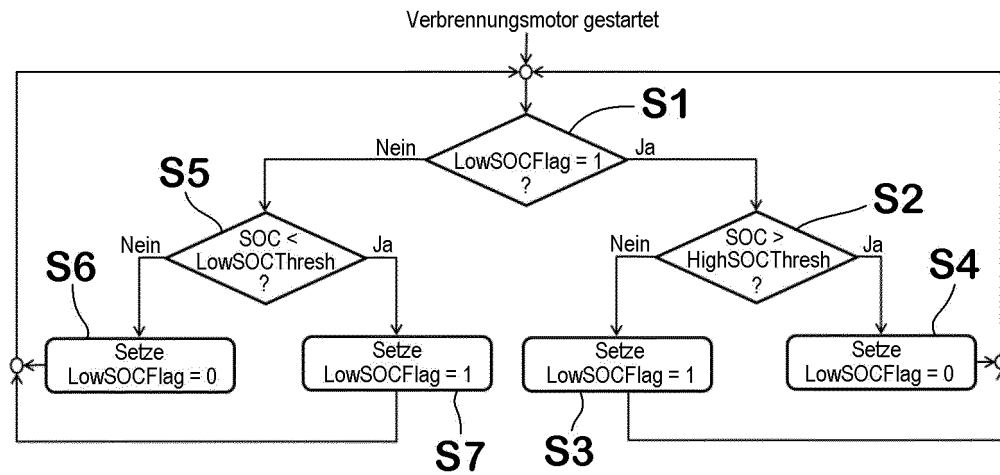 Verbrennungsmotor gestartet
S1
Nein
LowSOCFlag = 1
?
Ja
S5
S2
Nein
SOC <
LowSOCThresh
?
Ja
Nein
SOC >
HighSOCThresh
?
Ja
S6
S4
Setze
LowSOCFlag = 0
Setze
LowSOCFlag = 1
Setze
LowSOCFlag = 1
Setze
LowSOCFlag = 0
S7
S3